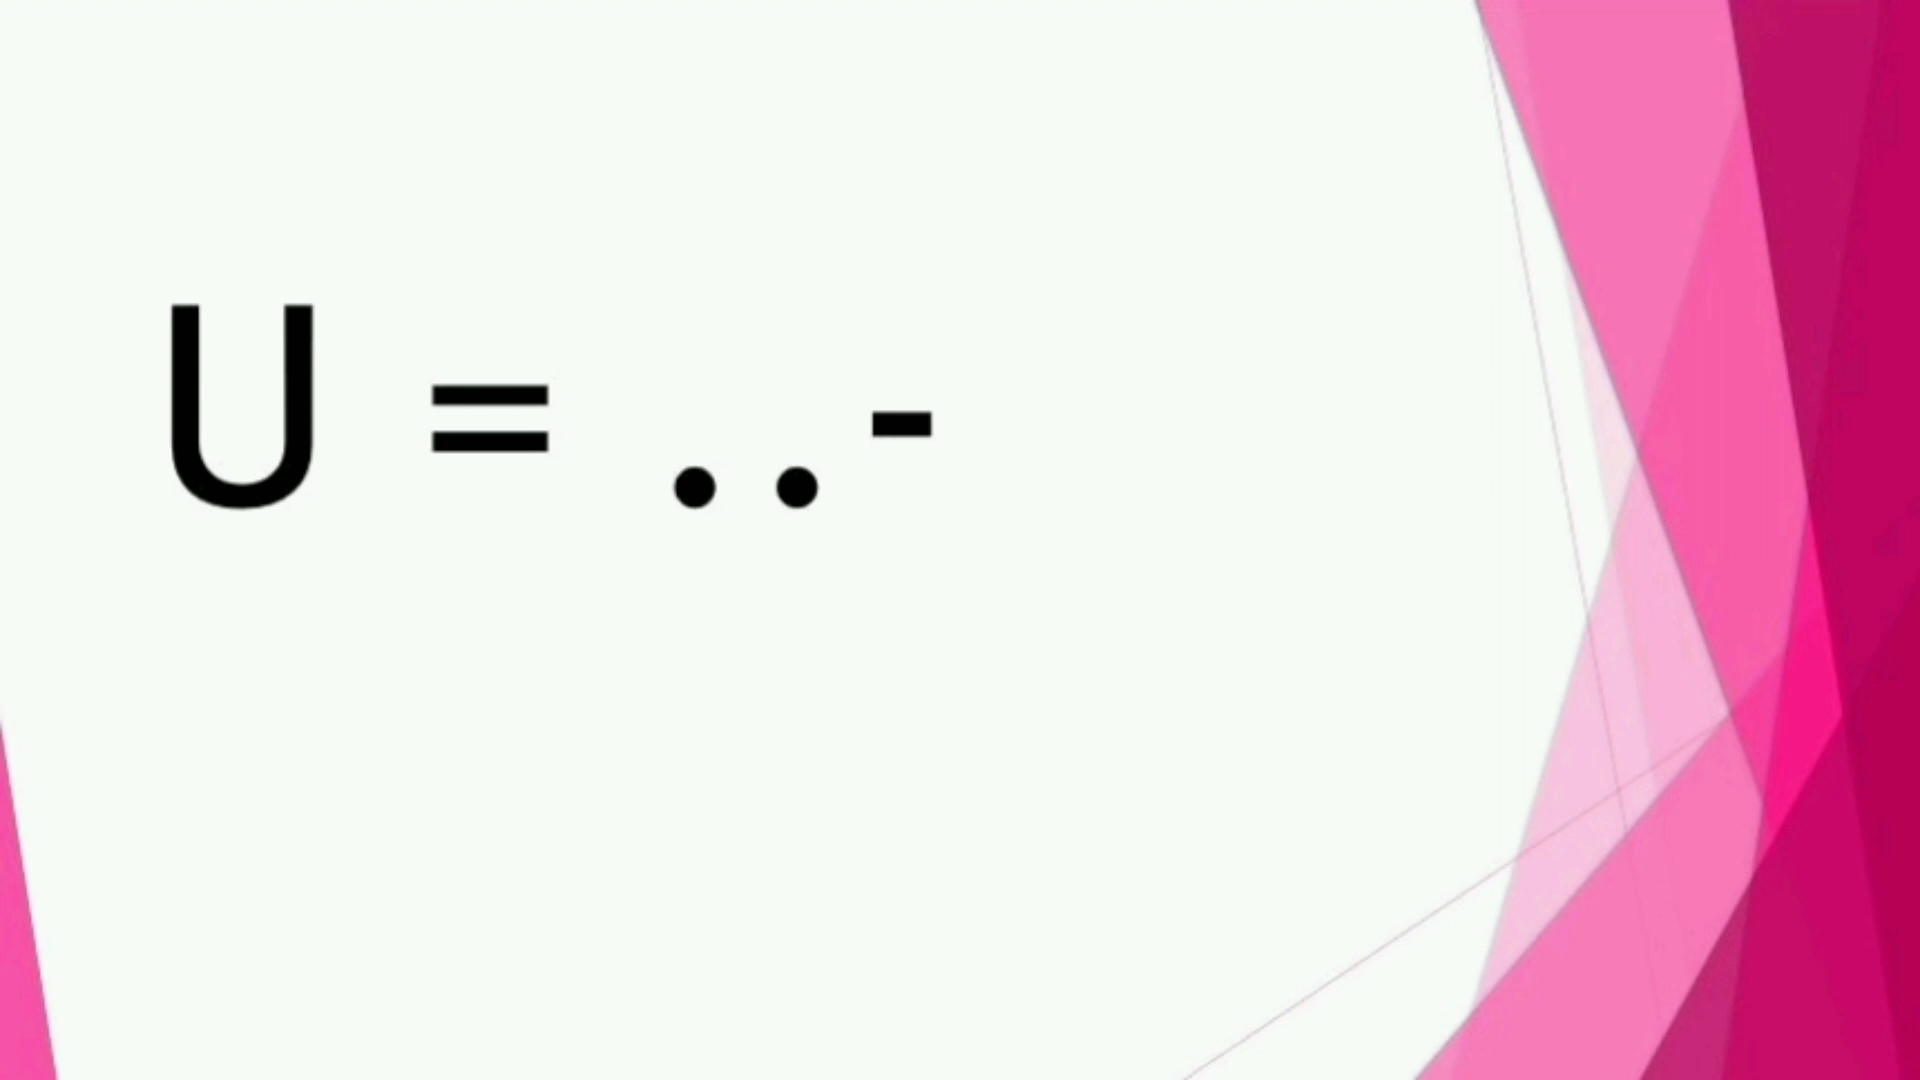 U = ..-